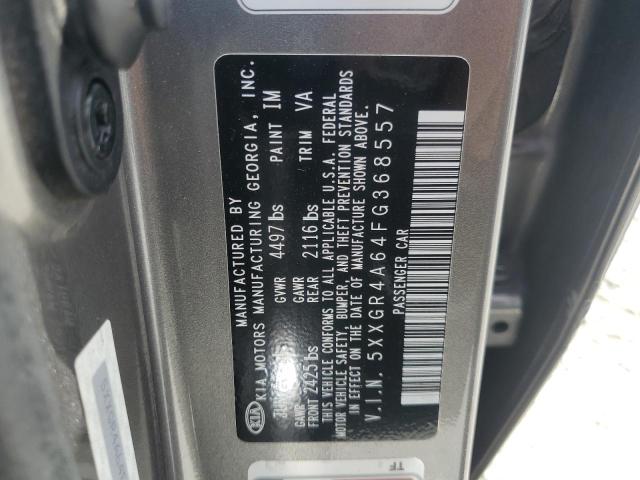 MANUFACTURED BY
KIA KIA MOTORS MANUFACTURING GEORGIA, INC.
GVWR 4497 lbs PAINT IM
GAWR FRONT 2425 lbs GAWR REAR 2116 lbs TRIM VA
THIS VEHICLE CONFORMS TO ALL APPLICABLE U.S.A. FEDERAL
MOTOR VEHICLE SAFETY, BUMPER, AND THEFT PREVENTION STANDARDS
IN EFFECT ON THE DATE OF MANUFACTURE SHOWN ABOVE.
V.I.N. 5XXGR4A64FG368557
PASSENGER CAR
TF